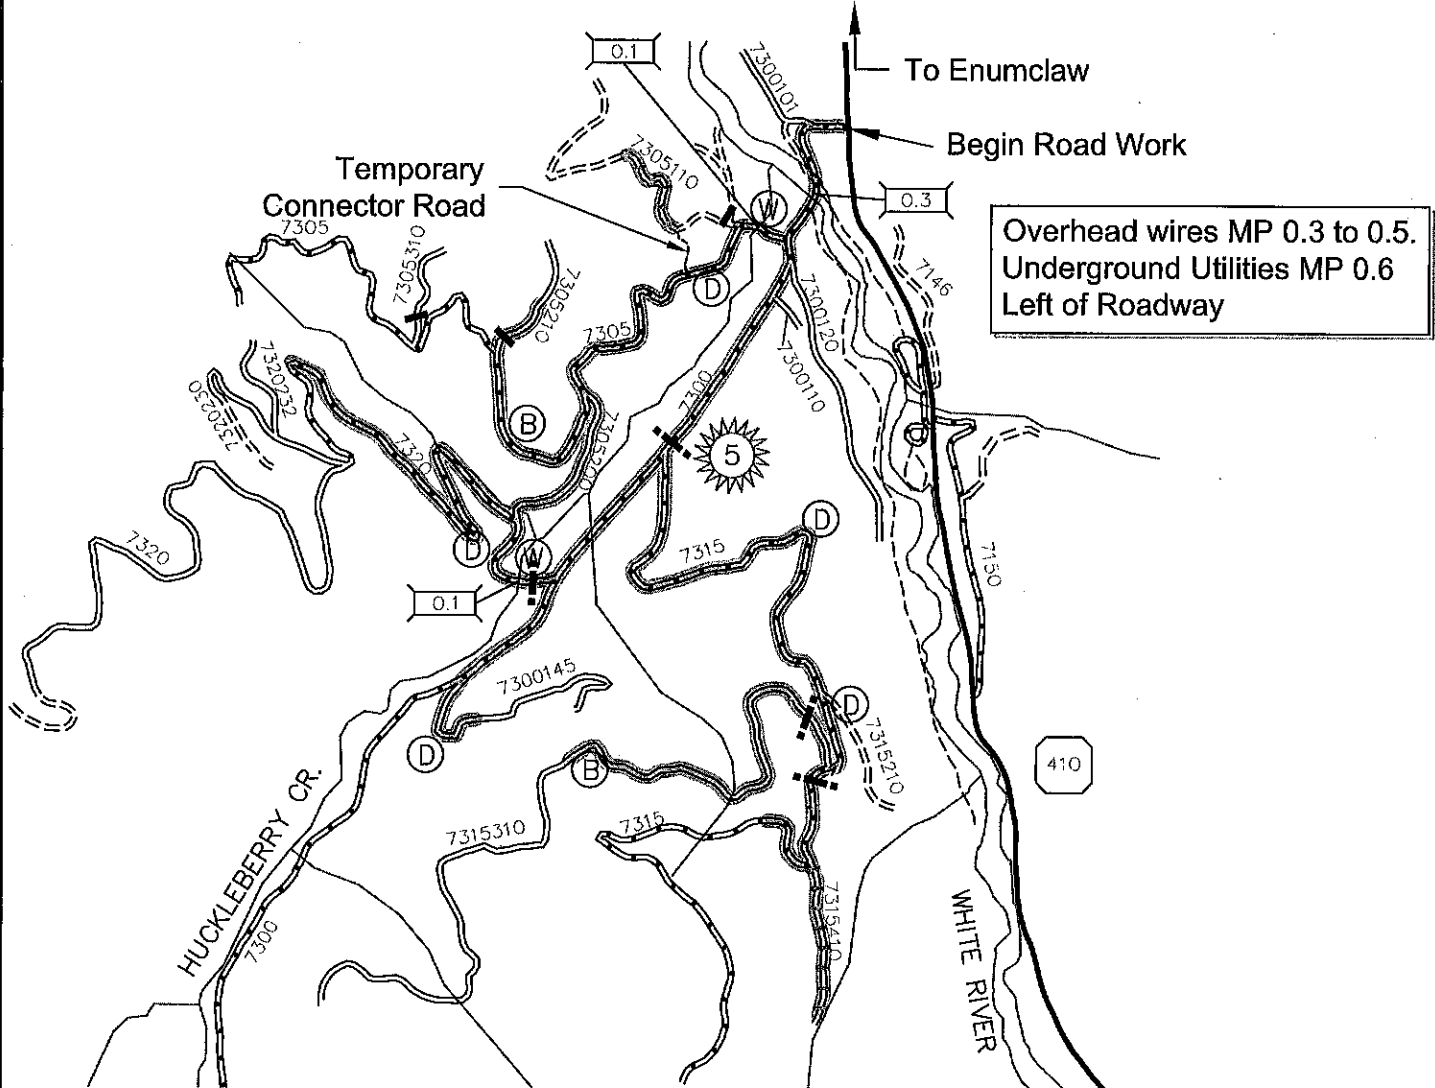 0.1
To Enumclaw
7300101
Begin Road Work
Temporary
Connector Road
7305110
W
0.3
Overhead wires MP 0.3 to 0.5.
Underground Utilities MP 0.6
Left of Roadway
7305
7305310
7305210
7146
D
7305
7300120
7300110
7320232
7320230
7300
B
7305200
7320
5
D
W
D
7320
7315
7150
0.1
7300145
D
D
7315210
B
410
7315310
7315
7315410
HUCKLEBERRY CR.
7300
WHITE RIVER